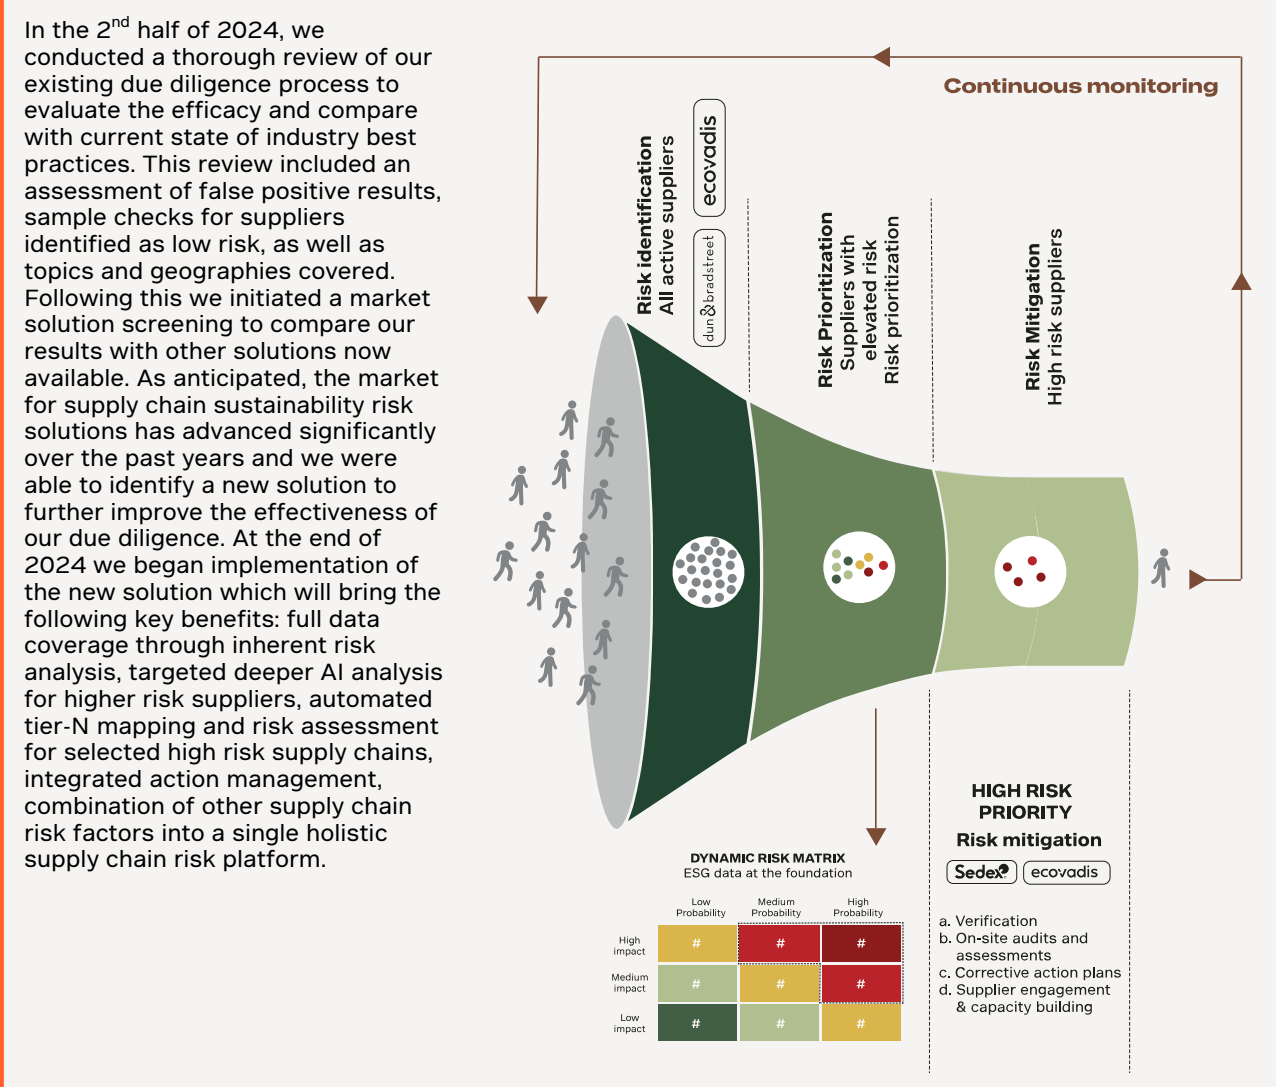 In the 2nd half of 2024, we
conducted a thorough review of our
existing due diligence process to
evaluate the efficacy and compare
with current state of industry best
practices. This review included an
assessment of false positive results,
sample checks for suppliers
identified as low risk, as well as
topics and geographies covered.
Following this we initiated a market
solution screening to compare our
results with other solutions now
available. As anticipated, the market
for supply chain sustainability risk
solutions has advanced significantly
over the past years and we were
able to identify a new solution to
further improve the effectiveness of
our due diligence. At the end of
2024 we began implementation of
the new solution which will bring the
following key benefits: full data
coverage through inherent risk
analysis, targeted deeper AI analysis
for higher risk suppliers, automated
tier-N mapping and risk assessment
for selected high risk supply chains,
integrated action management,
combination of other supply chain
risk factors into a single holistic
supply chain risk platform.
Continuous monitoring
Risk identification
All active suppliers
ecovadis
dun&bradstreet
Risk Prioritization
Suppliers with
elevated risk
Risk prioritization
Risk Mitigation
High risk suppliers
DYNAMIC RISK MATRIX
ESG data at the foundation
Low
Probability
Medium
Probability
High
Probability
High
impact
# # #
Medium
impact
# # #
Low
impact
# # #
HIGH RISK
PRIORITY
Risk mitigation
Sedex
ecovadis
a. Verification
b. On-site audits and
assessments
c. Corrective action plans
d. Supplier engagement
& capacity building